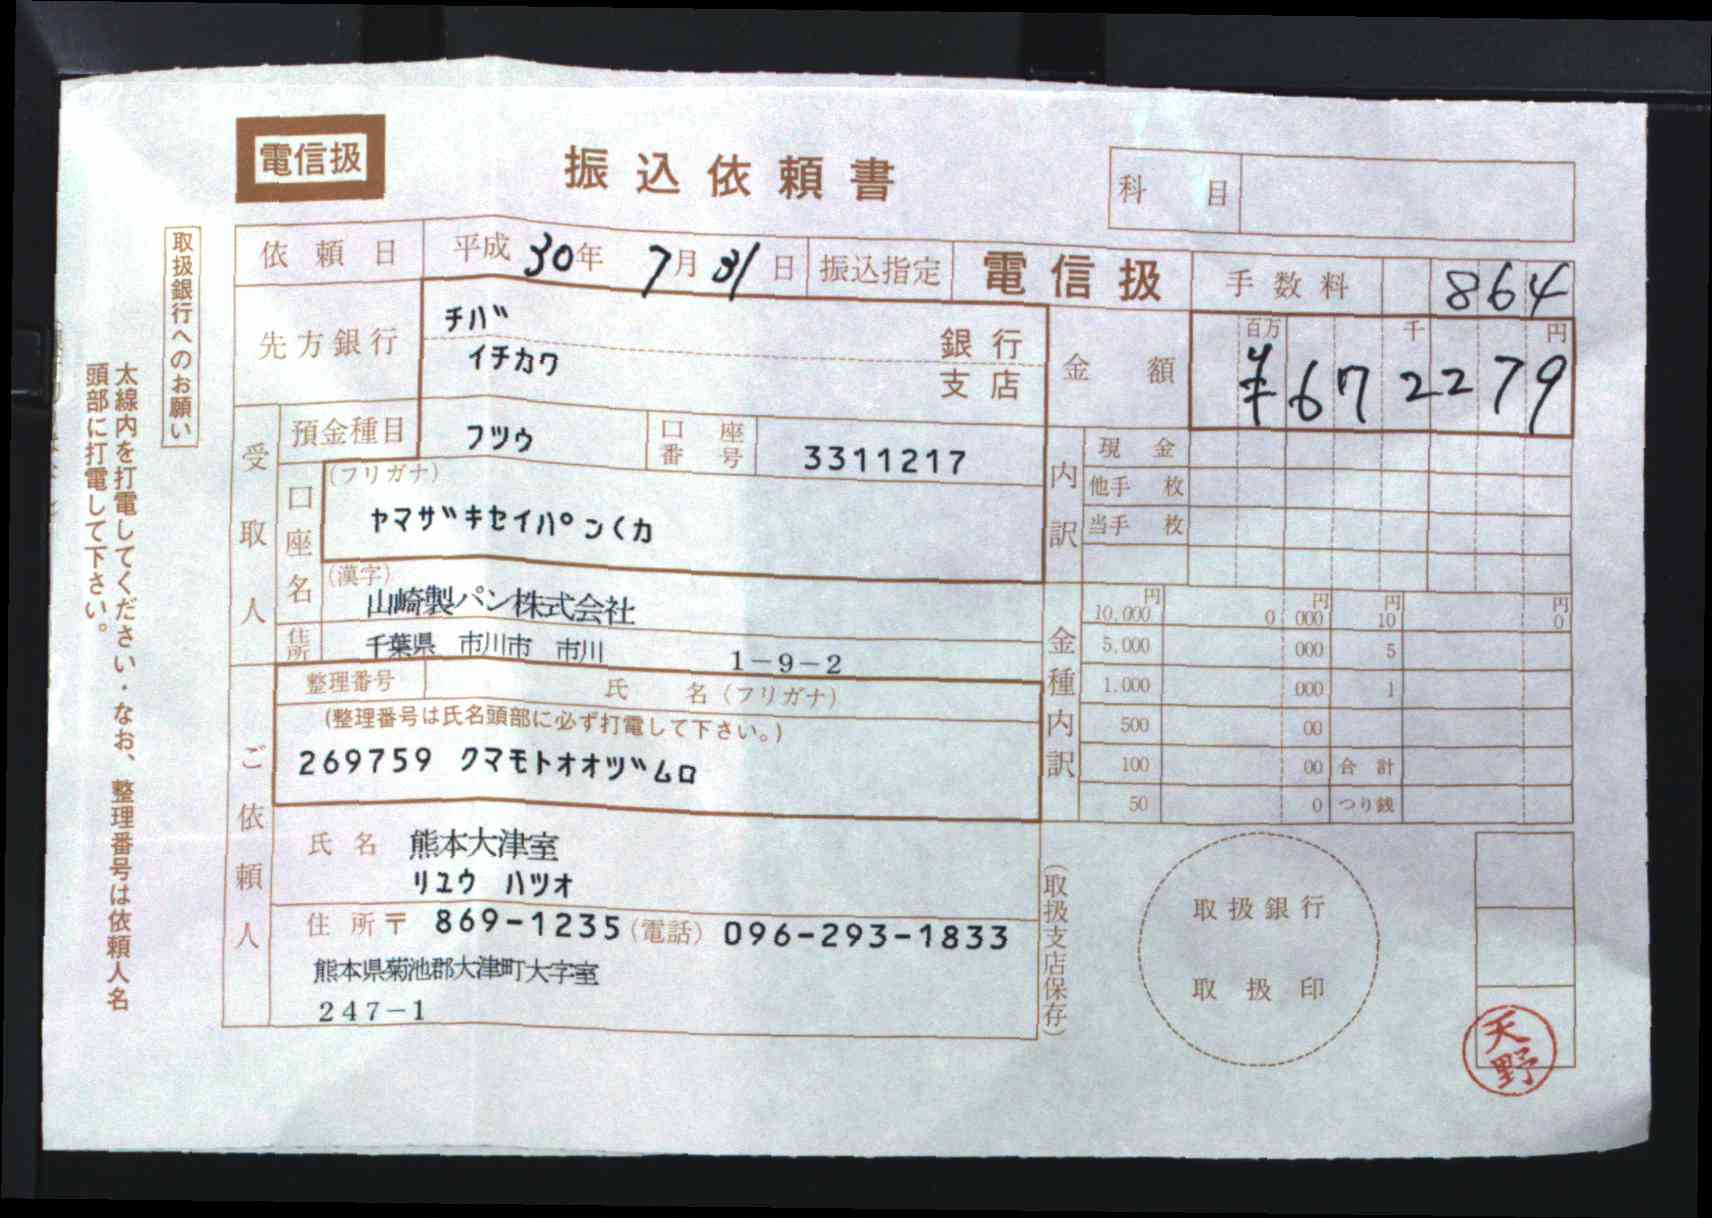 電信扱
振込依頼書
科目
依頼日 平成30年 7月31日 振込指定 電信扱 手数料 864
先方銀行 チバ 銀行
イチカワ 支店
金額 百万 千 円
¥672279
受取人
預金種目 フツウ 口座番号 3311217
口座名
(フリガナ)
ヤマザキセイパン(カ
(漢字)
山崎製パン株式会社
住所 千葉県 市川市 市川 1-9-2
内訳
現金
他手 枚
当手 枚
金種内訳
円 円 円 円
10,000 0 000 10 0
5,000 000 5
1,000 000 1
500 00
100 00 合計
50 0 つり銭
ご依頼人
整理番号 氏名(フリガナ)
(整理番号は氏名頭部に必ず打電して下さい。)
269759 クマモトオオヅムロ
氏名 熊本大津室
リユウ ハツオ
住所〒 869-1235 (電話) 096-293-1833
熊本県菊池郡大津町大字室
247-1
(取扱支店保存)
取扱銀行
取扱印
天野
取扱銀行へのお願い
太線内を打電してください・なお、整理番号は依頼人名
頭部に打電して下さい。